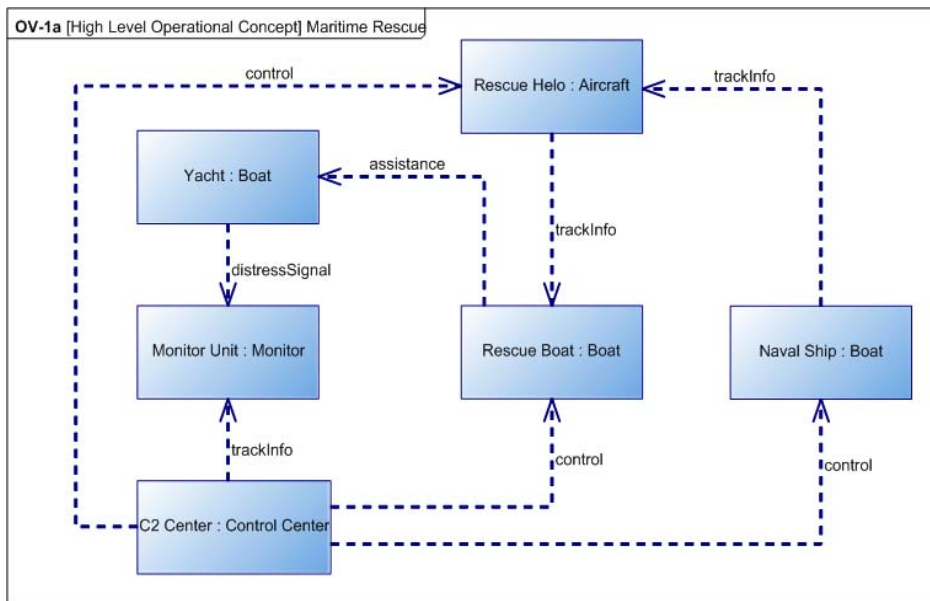 OV-1a [High Level Operational Concept] Maritime Rescue
control
Rescue Helo : Aircraft
trackInfo
Yacht : Boat
assistance
trackInfo
distressSignal
Monitor Unit : Monitor
Rescue Boat : Boat
Naval Ship : Boat
trackInfo
control
control
C2 Center : Control Center